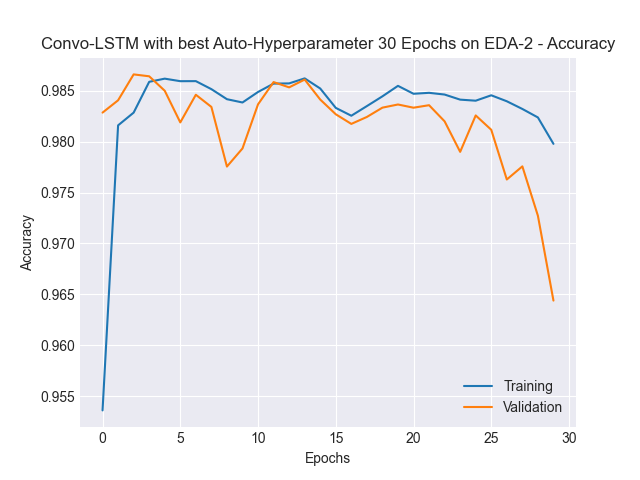 Convo-LSTM with best Auto-Hyperparameter 30 Epochs on EDA-2 - Accuracy
0.985
0.980
0.975
0.970
0.965
0.960
0.955
Accuracy
0 5 10 15 20 25 30
Epochs
Training
Validation